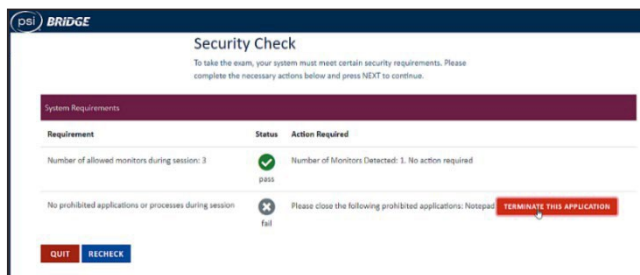 psi BRIDGE
Security Check
To take the exam, your system must meet certain security requirements. Please
complete the necessary actions below and press NEXT to continue.
System Requirements
Requirement Status Action Required
Number of allowed monitors during session: 3 Number of Monitors Detected: 1. No action required
pass
No prohibited applications or processes during session Please close the following prohibited applications: Notepad TERMINATE THIS APPLICATION
fail
QUIT RECHECK